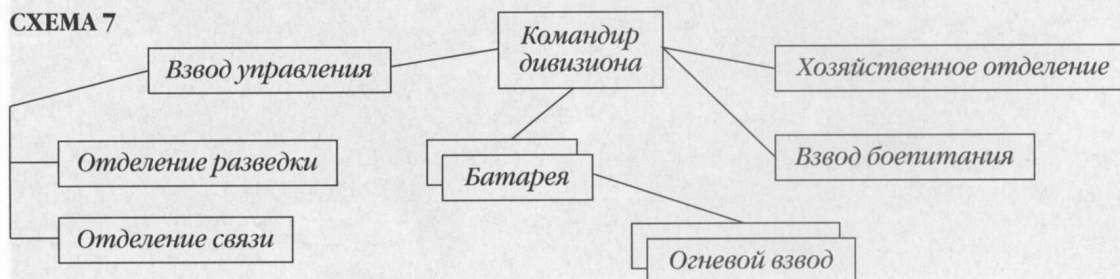 СХЕМА 7
Командир
дивизиона
Взвод управления
Хозяйственное отделение
Отделение разведки
Батарея
Взвод боепитания
Отделение связи
Огневой взвод